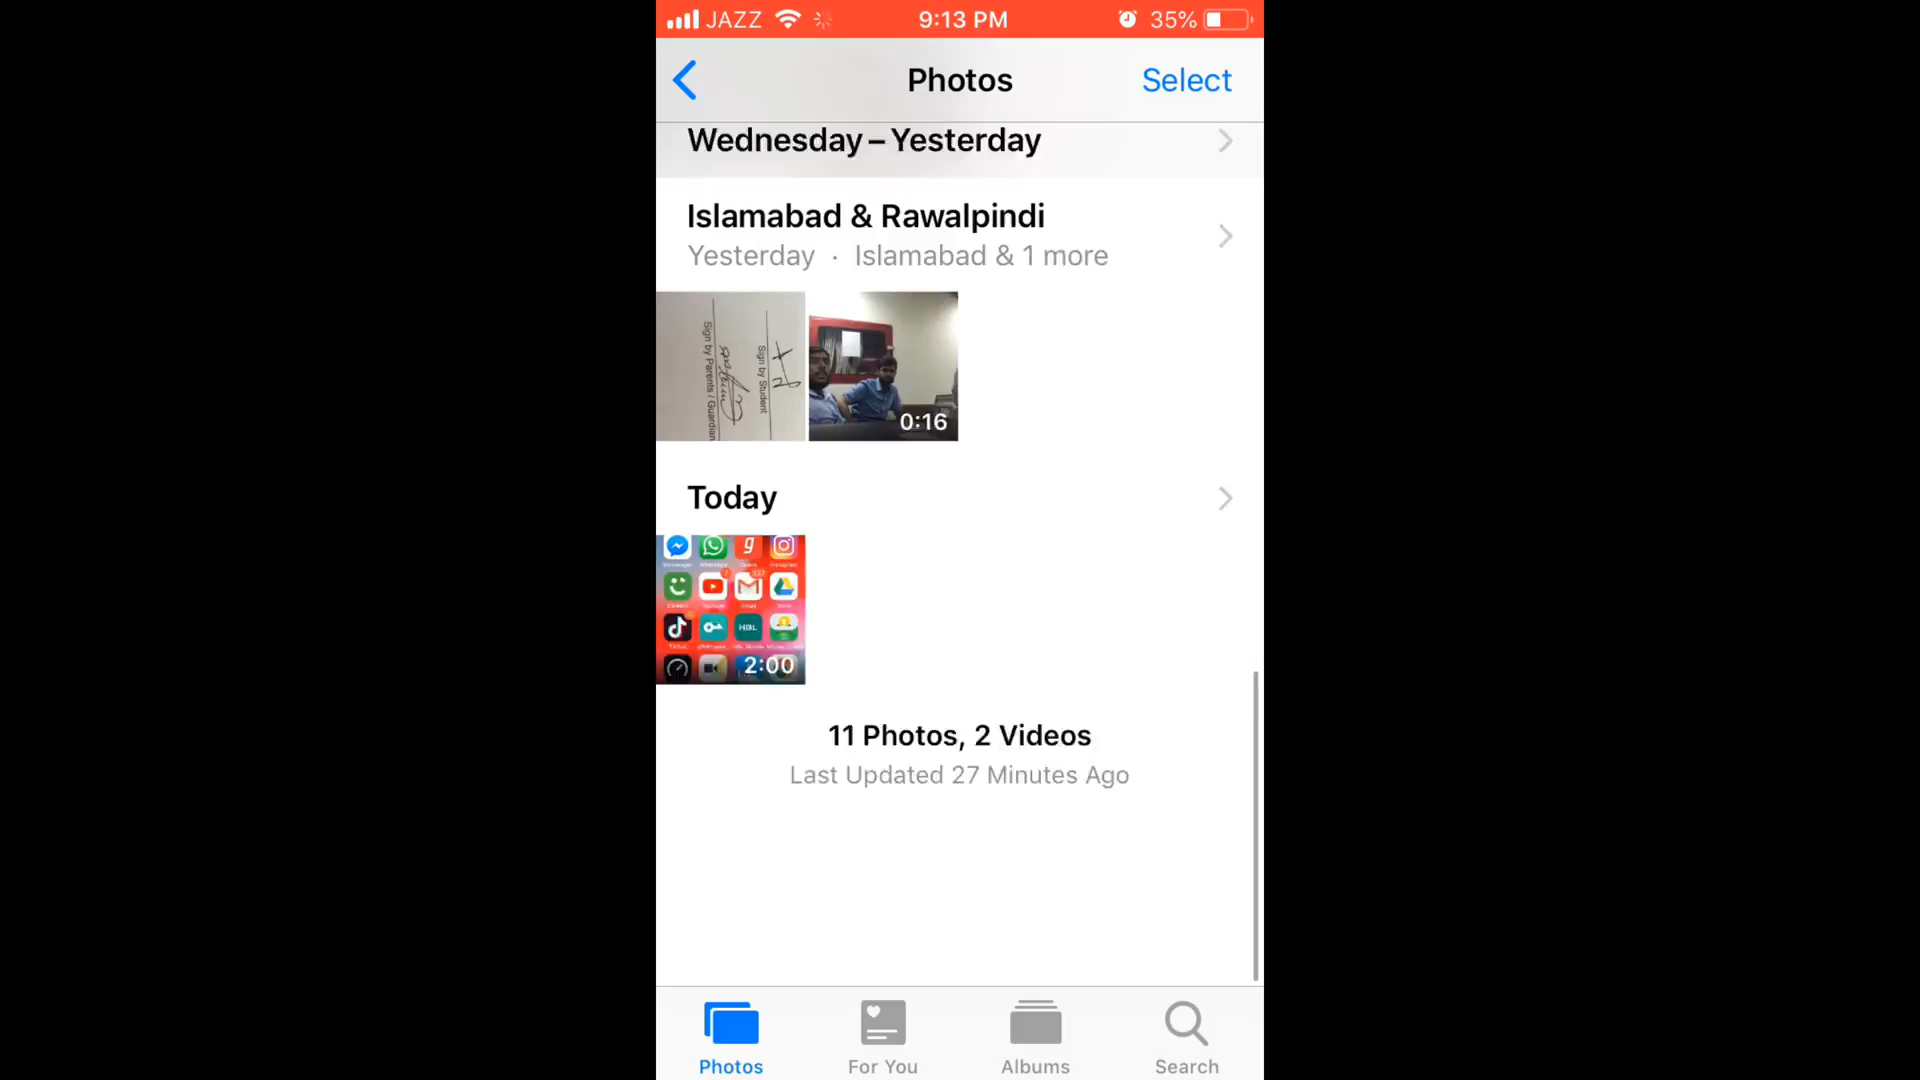 JAZZ 9:13 PM 35%
Photos Select
Wednesday – Yesterday
Islamabad & Rawalpindi
Yesterday · Islamabad & 1 more
Sign by Parents / Guardian
Sign by Student
0:16
Today
HBL
2:00
11 Photos, 2 Videos
Last Updated 27 Minutes Ago
Photos For You Albums Search